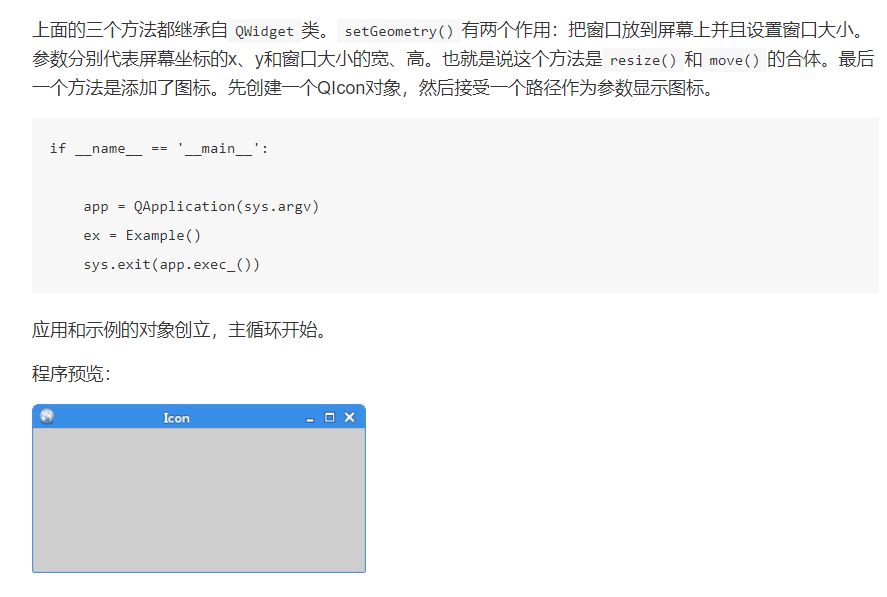 上面的三个方法都继承自 QWidget 类。 setGeometry() 有两个作用：把窗口放到屏幕上并且设置窗口大小。
参数分别代表屏幕坐标的x、y和窗口大小的宽、高。也就是说这个方法是 resize() 和 move() 的合体。最后
一个方法是添加了图标。先创建一个QIcon对象，然后接受一个路径作为参数显示图标。
if __name__ == '__main__':
    app = QApplication(sys.argv)
    ex = Example()
    sys.exit(app.exec_())
应用和示例的对象创立，主循环开始。
程序预览：
Icon